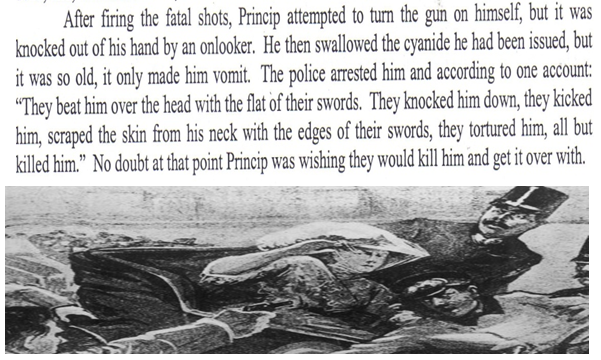 After firing the fatal shots, Princip attempted to turn the gun on himself, but it was
knocked out of his hand by an onlooker. He then swallowed the cyanide he had been issued, but
it was so old, it only made him vomit. The police arrested him and according to one account:
“They beat him over the head with the flat of their swords. They knocked him down, they kicked
him, scraped the skin from his neck with the edges of their swords, they tortured him, all but
killed him.” No doubt at that point Princip was wishing they would kill him and get it over with.